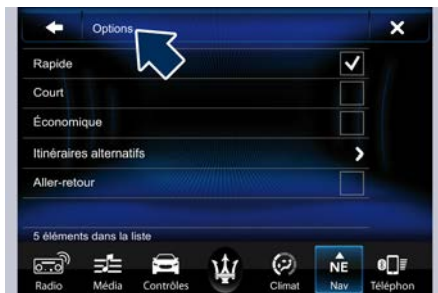 Options
Rapide
Court
Économique
Itinéraires alternatifs
Aller-retour
5 éléments dans la liste
NE
Radio Média Contrôles Climat Nav Téléphon